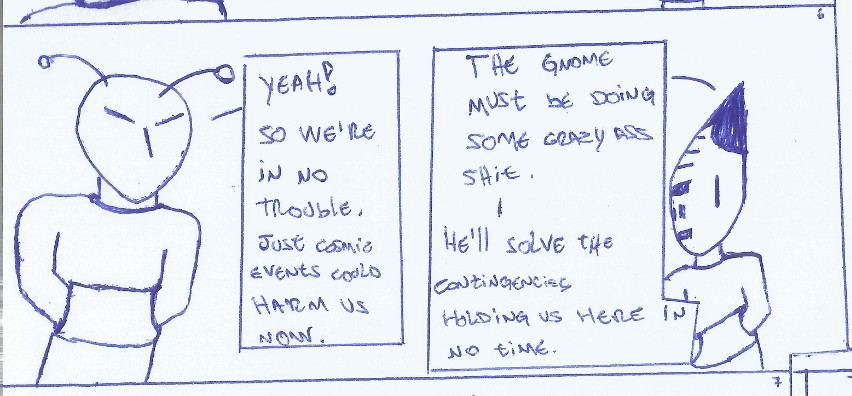 6
YEAH!
SO WE'RE
IN NO
TROUBLE.
JUST COSMIC
EVENTS COULD
HARM US
NOW.
THE GNOME
MUST BE DOING
SOME CRAZY ASS
SHIT.
HE'll SOLVE THE
CONTINGENCIES
HOLDING US HERE IN
NO TIME.
7